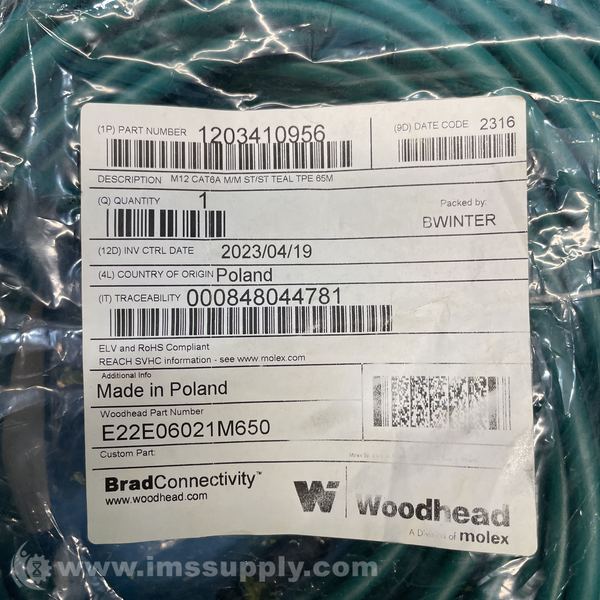 (1P) PART NUMBER 1203410956
(9D) DATE CODE 2316
DESCRIPTION M12 CAT6A M/M ST/ST TEAL TPE 65M
(Q) QUANTITY 1
Packed by:
BWINTER
(12D) INV CTRL DATE 2023/04/19
(4L) COUNTRY OF ORIGIN Poland
(IT) TRACEABILITY 000848044781
ELV and RoHS Compliant
REACH SVHC information - see www.molex.com
Additional Info
Made in Poland
Woodhead Part Number
E22E06021M650
Custom Part:
BradConnectivity™
www.woodhead.com
Woodhead
A Division of molex
www.imssupply.com